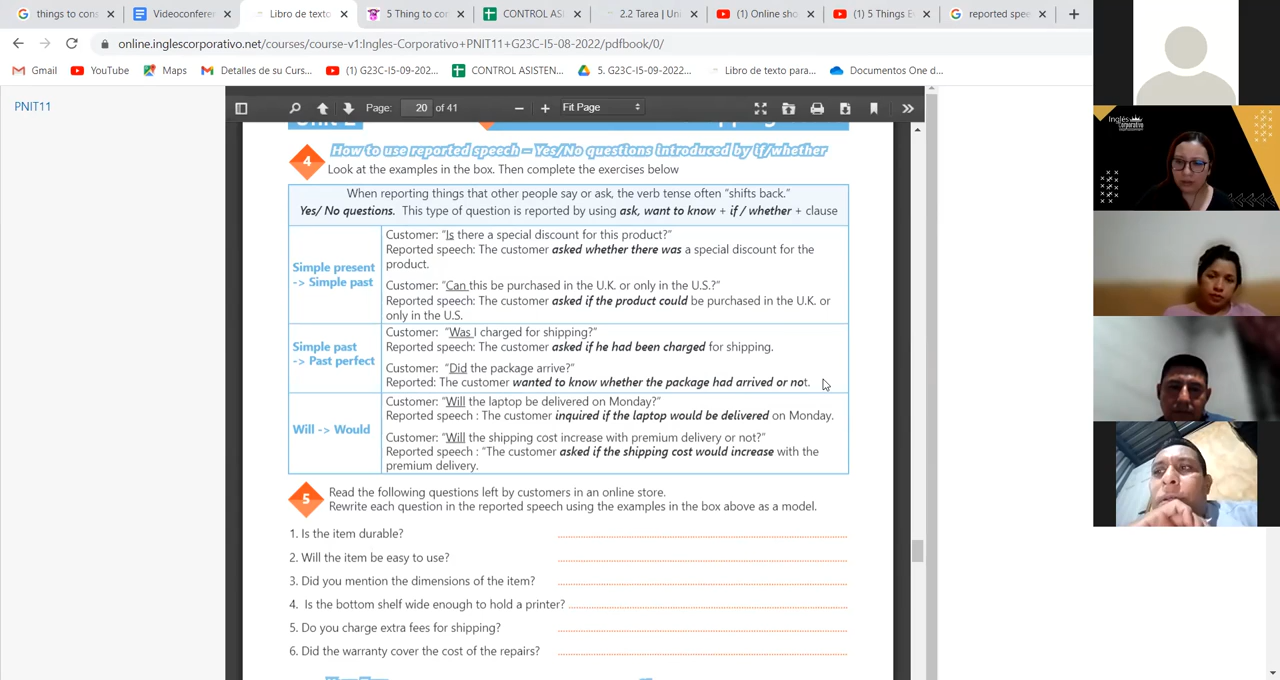 things to cons
Videoconferen
Libro de texto
5 Thing to con
CONTROL ASI
2.2 Tarea | Uni
(1) Online sho
(1) 5 Things Ev
reported spee
online.inglescorporativo.net/courses/course-v1:Ingles-Corporativo+PNIT11+G23C-I5-08-2022/pdfbook/0/
Gmail
YouTube
Maps
Detalles de su Curs...
(1) G23C-I5-09-202...
CONTROL ASISTEN...
5. G23C-I5-09-2022...
Libro de texto para...
Documentos One d...
PNIT11
Page: 20 of 41
Fit Page
4 How to use reported speech – Yes/No questions introduced by if/whether
Look at the examples in the box. Then complete the exercises below
When reporting things that other people say or ask, the verb tense often "shifts back."
Yes/ No questions. This type of question is reported by using ask, want to know + if / whether + clause
Simple present
-> Simple past
Customer: "Is there a special discount for this product?"
Reported speech: The customer asked whether there was a special discount for the
product.
Customer: "Can this be purchased in the U.K. or only in the U.S.?"
Reported speech: The customer asked if the product could be purchased in the U.K. or
only in the U.S.
Simple past
-> Past perfect
Customer: "Was I charged for shipping?"
Reported speech: The customer asked if he had been charged for shipping.
Customer: "Did the package arrive?"
Reported: The customer wanted to know whether the package had arrived or not.
Will -> Would
Customer: "Will the laptop be delivered on Monday?"
Reported speech : The customer inquired if the laptop would be delivered on Monday.
Customer: "Will the shipping cost increase with premium delivery or not?"
Reported speech : "The customer asked if the shipping cost would increase with the
premium delivery.
5 Read the following questions left by customers in an online store.
Rewrite each question in the reported speech using the examples in the box above as a model.
1. Is the item durable?
2. Will the item be easy to use?
3. Did you mention the dimensions of the item?
4. Is the bottom shelf wide enough to hold a printer?
5. Do you charge extra fees for shipping?
6. Did the warranty cover the cost of the repairs?
Inglés
Corporativo